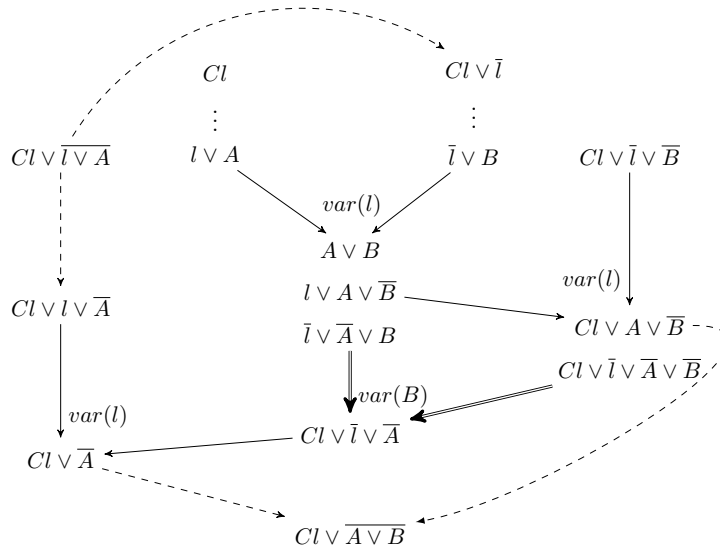 Cl
Cl ∨ l̄
⋮
⋮
Cl ∨ \overline{l ∨ A}
l ∨ A
l̄ ∨ B
Cl ∨ l̄ ∨ B̅
var(l)
A ∨ B
var(l)
l ∨ A ∨ B̅
Cl ∨ l ∨ A̅
Cl ∨ A ∨ B̅
l̄ ∨ A̅ ∨ B
Cl ∨ l̄ ∨ A̅ ∨ B̅
var(B)
var(l)
Cl ∨ l̄ ∨ A̅
Cl ∨ A̅
Cl ∨ \overline{A ∨ B}